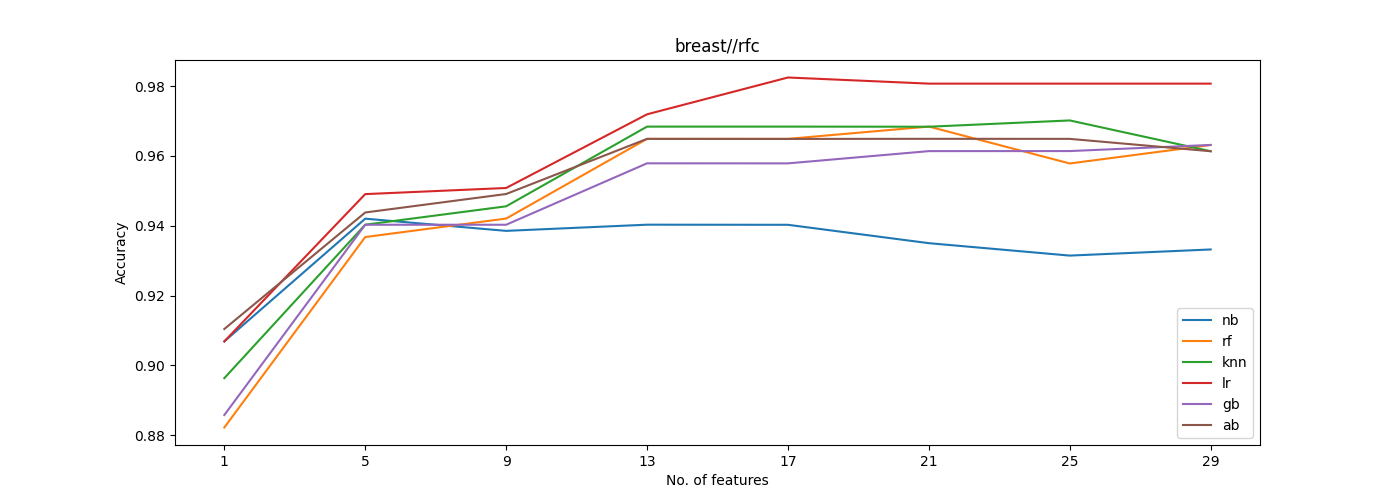 breast//rfc
Accuracy
0.98
0.96
0.94
0.92
0.90
0.88
1 5 9 13 17 21 25 29
No. of features
nb
rf
knn
lr
gb
ab